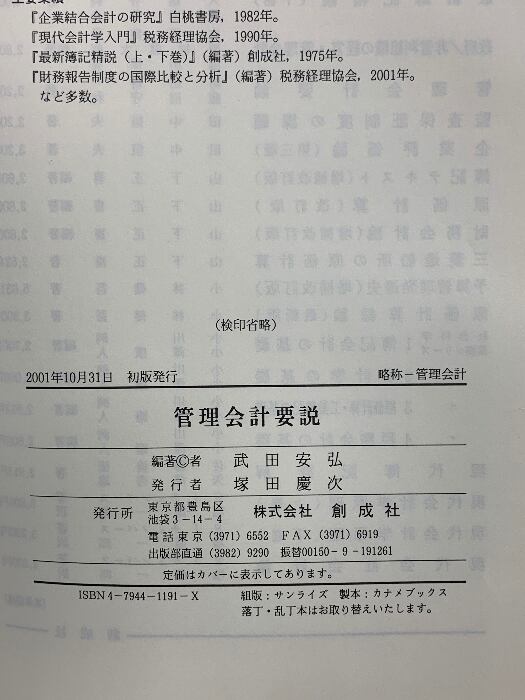 『企業結合会計の研究』白桃書房，1982年。
『現代会計学入門』税務経理協会，1990年。
『最新簿記精説（上・下巻）』（編著）創成社，1975年。
『財務報告制度の国際比較と分析』（編著）税務経理協会，2001年。
など多数。
（検印省略）
2001年10月31日 初版発行 略称－管理会計
管理会計要説
編著Ⓒ者 武田安弘
発行者 塚田慶次
発行所 東京都豊島区 株式会社 創成社
池袋3－14－4
電話東京（3971）6552 FAX（3971）6919
出版部直通（3982）9290 振替00150－9－191261
定価はカバーに表示してあります。
ISBN4-7944-1191-X 組版：サンライズ 製本：カナメブックス
落丁・乱丁本はお取り替えいたします。